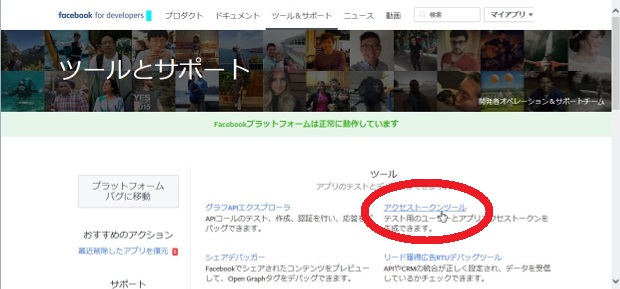 facebook for developers プロダクト ドキュメント ツール＆サポート ニュース 動画 検索 マイアプリ
ツールとサポート
開発者オペレーション＆サポートチーム
Facebookプラットフォームは正常に動作しています
プラットフォーム
バグに移動
おすすめのアクション
最近削除したアプリを復元
サポート
ツール
アプリのテストと
グラフAPIエクスプローラ
APIコールのテスト、作成、認証を行い、応答を
バッグできます。
アクセストークンツール
テスト用のユーザーとアプリアクセストークンを
生成できます。
シェアデバッガー
Facebookでシェアされたコンテンツをプレビュー
して、Open Graphタグをデバッグできます。
リード獲得広告RTUデバッグツール
APIやCRMの統合が正しく設定され、データを受信
しているかチェックできます。